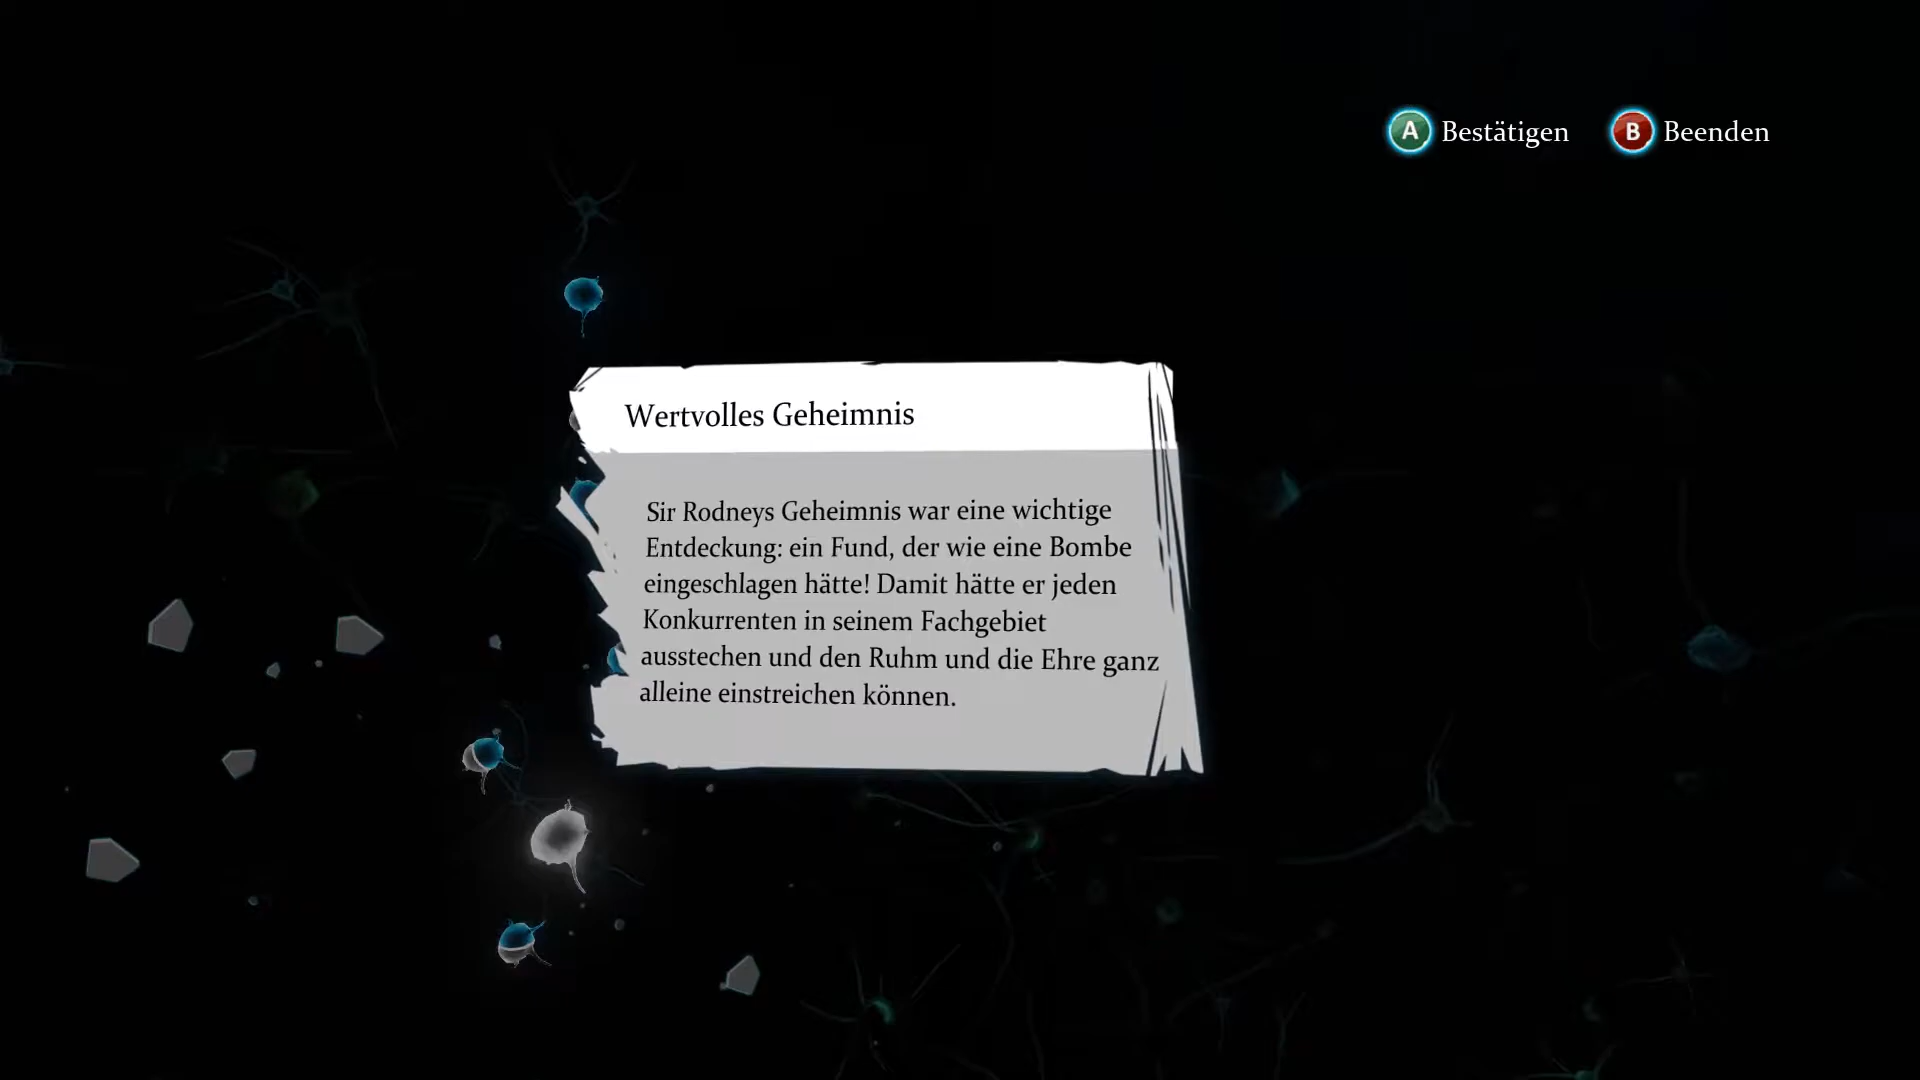 A Bestätigen B Beenden
Wertvolles Geheimnis
Sir Rodneys Geheimnis war eine wichtige
Entdeckung: ein Fund, der wie eine Bombe
eingeschlagen hätte! Damit hätte er jeden
Konkurrenten in seinem Fachgebiet
ausstechen und den Ruhm und die Ehre ganz
alleine einstreichen können.